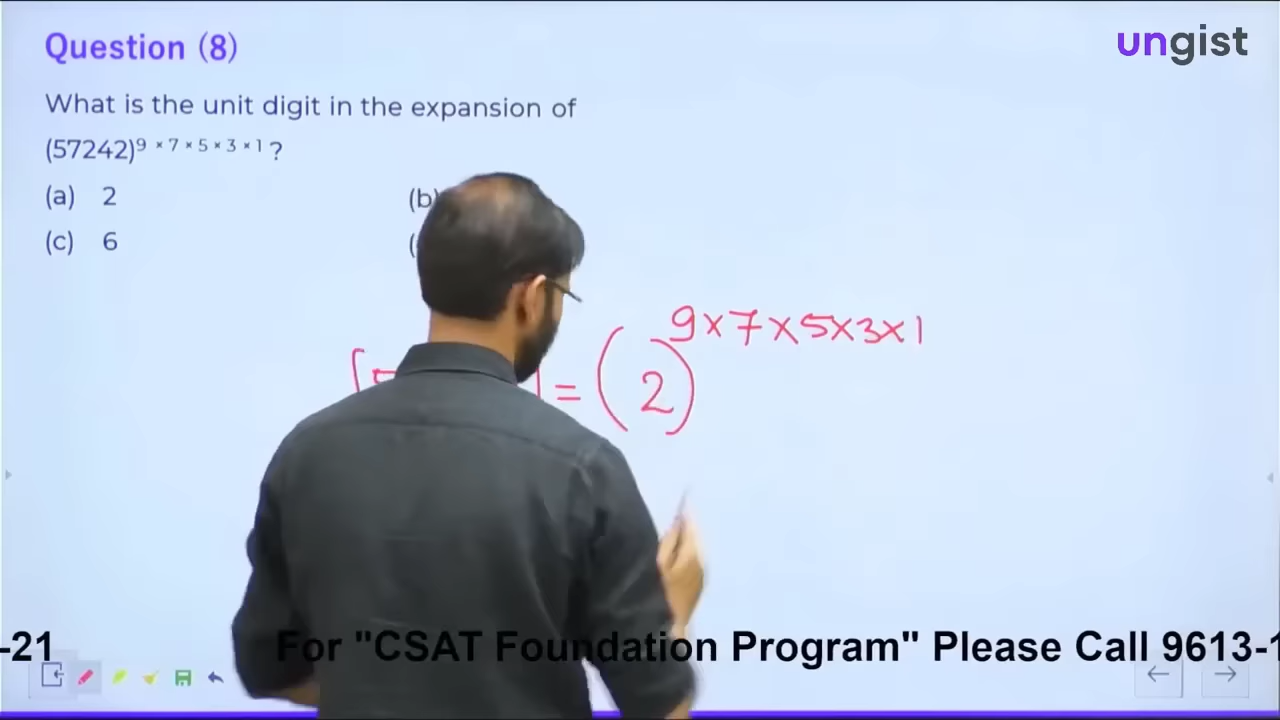 Question (8)
ungist
What is the unit digit in the expansion of
(57242)⁹ ˣ ⁷ ˣ ⁵ ˣ ³ ˣ ¹ ?
(a) 2
(b)
(c) 6
9×7×5×3×1
= (2)
-21 For "CSAT Foundation Program" Please Call 9613-1